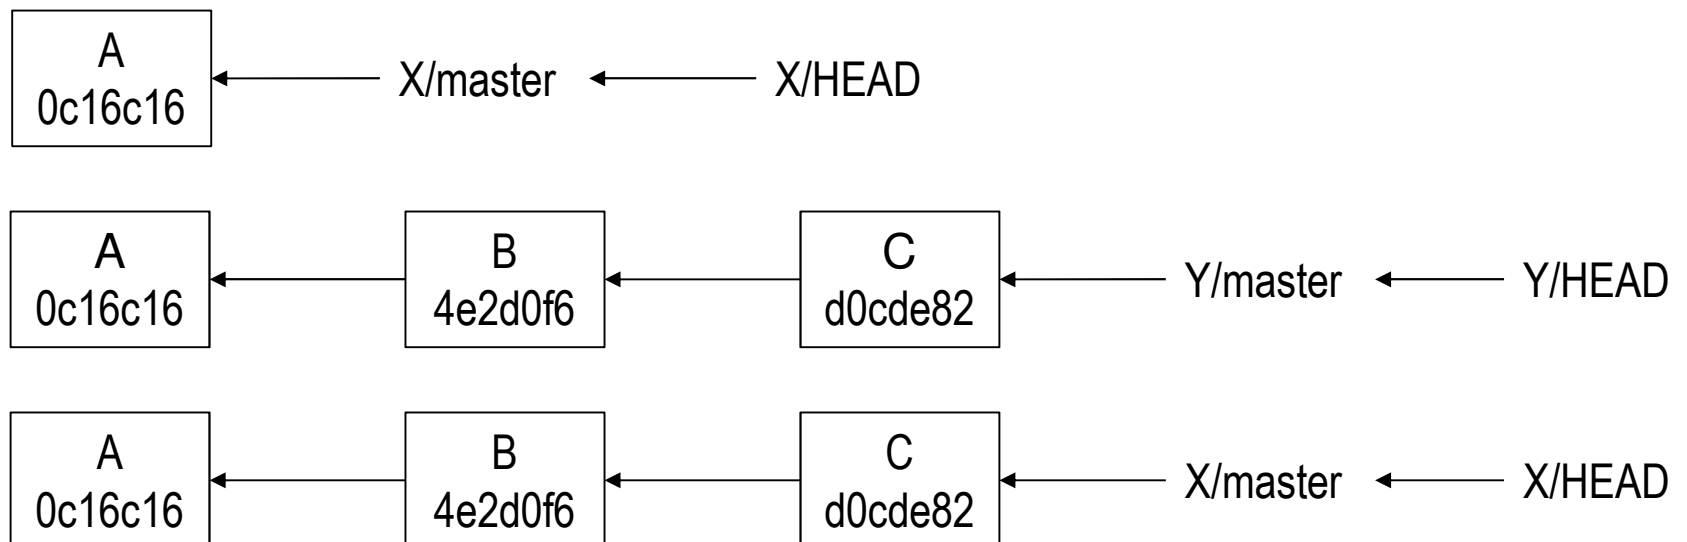 A
0c16c16
X/master
X/HEAD
A
0c16c16
B
4e2d0f6
C
d0cde82
Y/master
Y/HEAD
A
0c16c16
B
4e2d0f6
C
d0cde82
X/master
X/HEAD